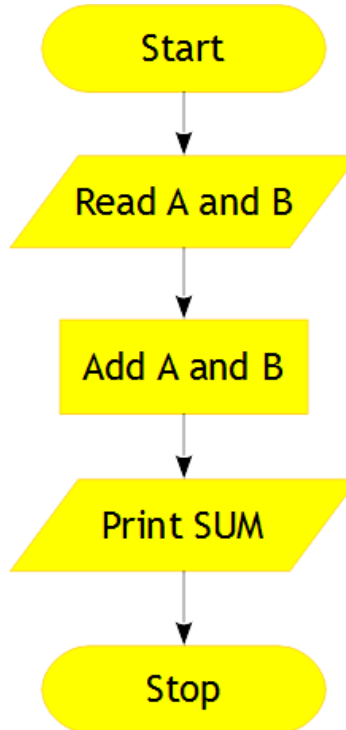 Start
Read A and B
Add A and B
Print SUM
Stop